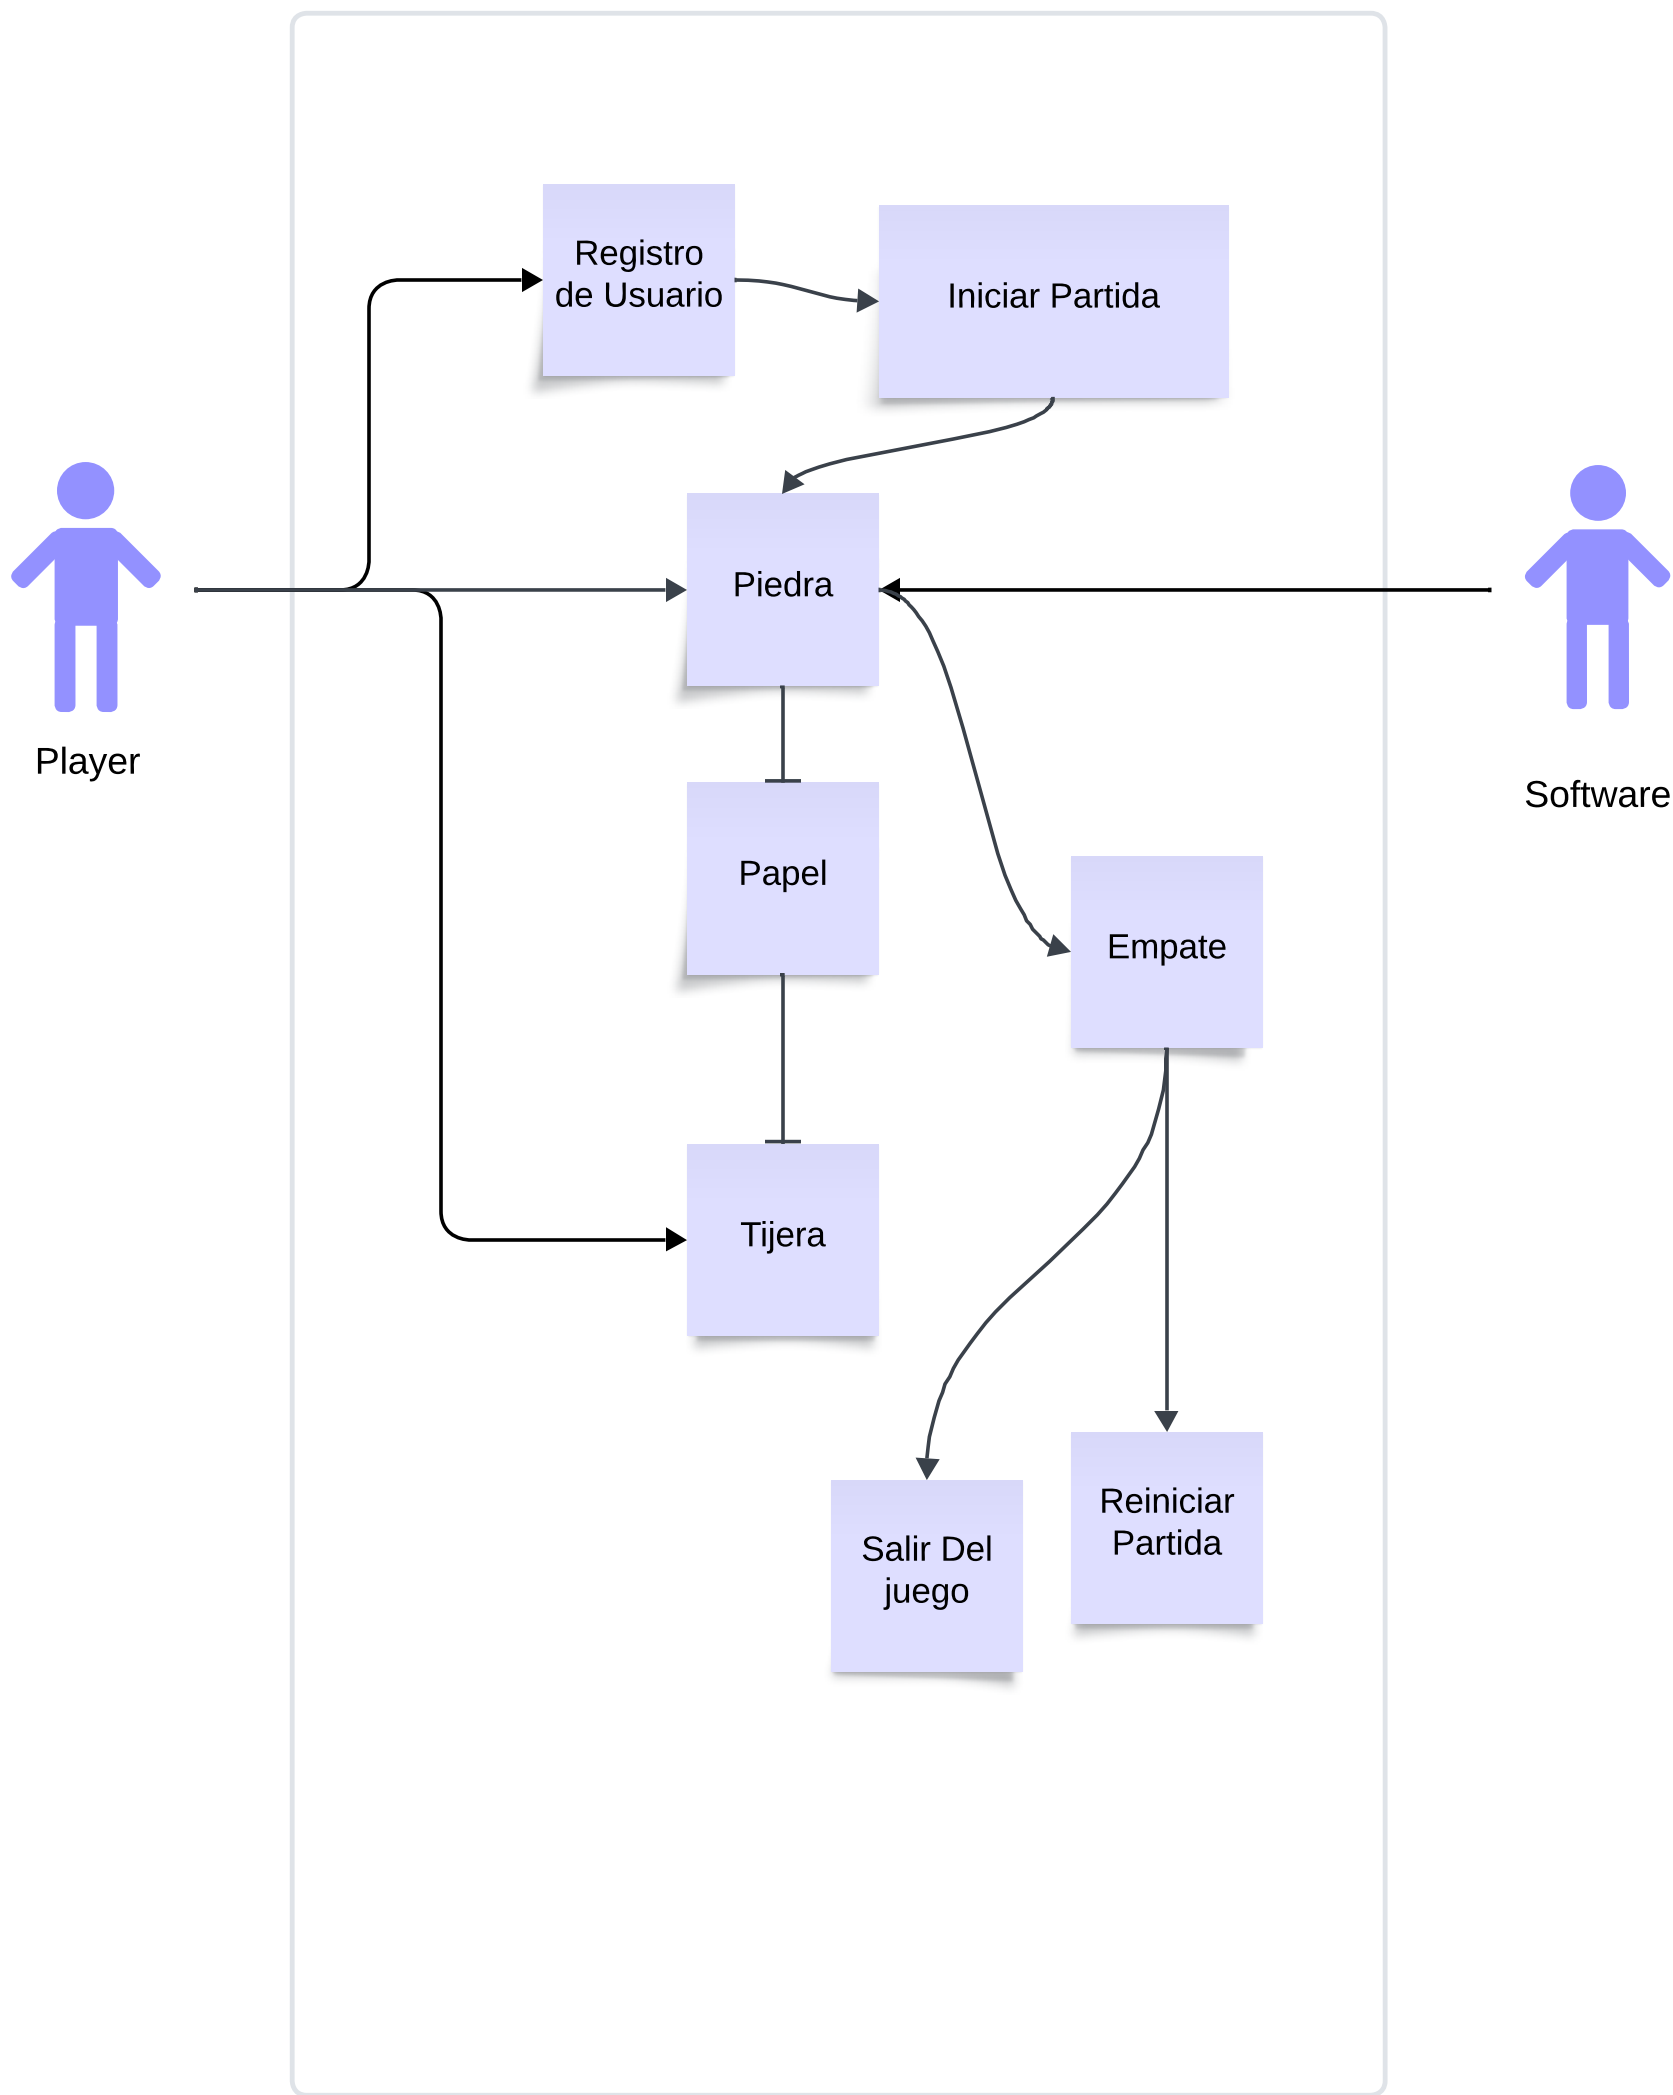 Registro
de Usuario
Iniciar Partida
Piedra
Player
Software
Papel
Empate
Tijera
Reiniciar
Partida
Salir Del
juego